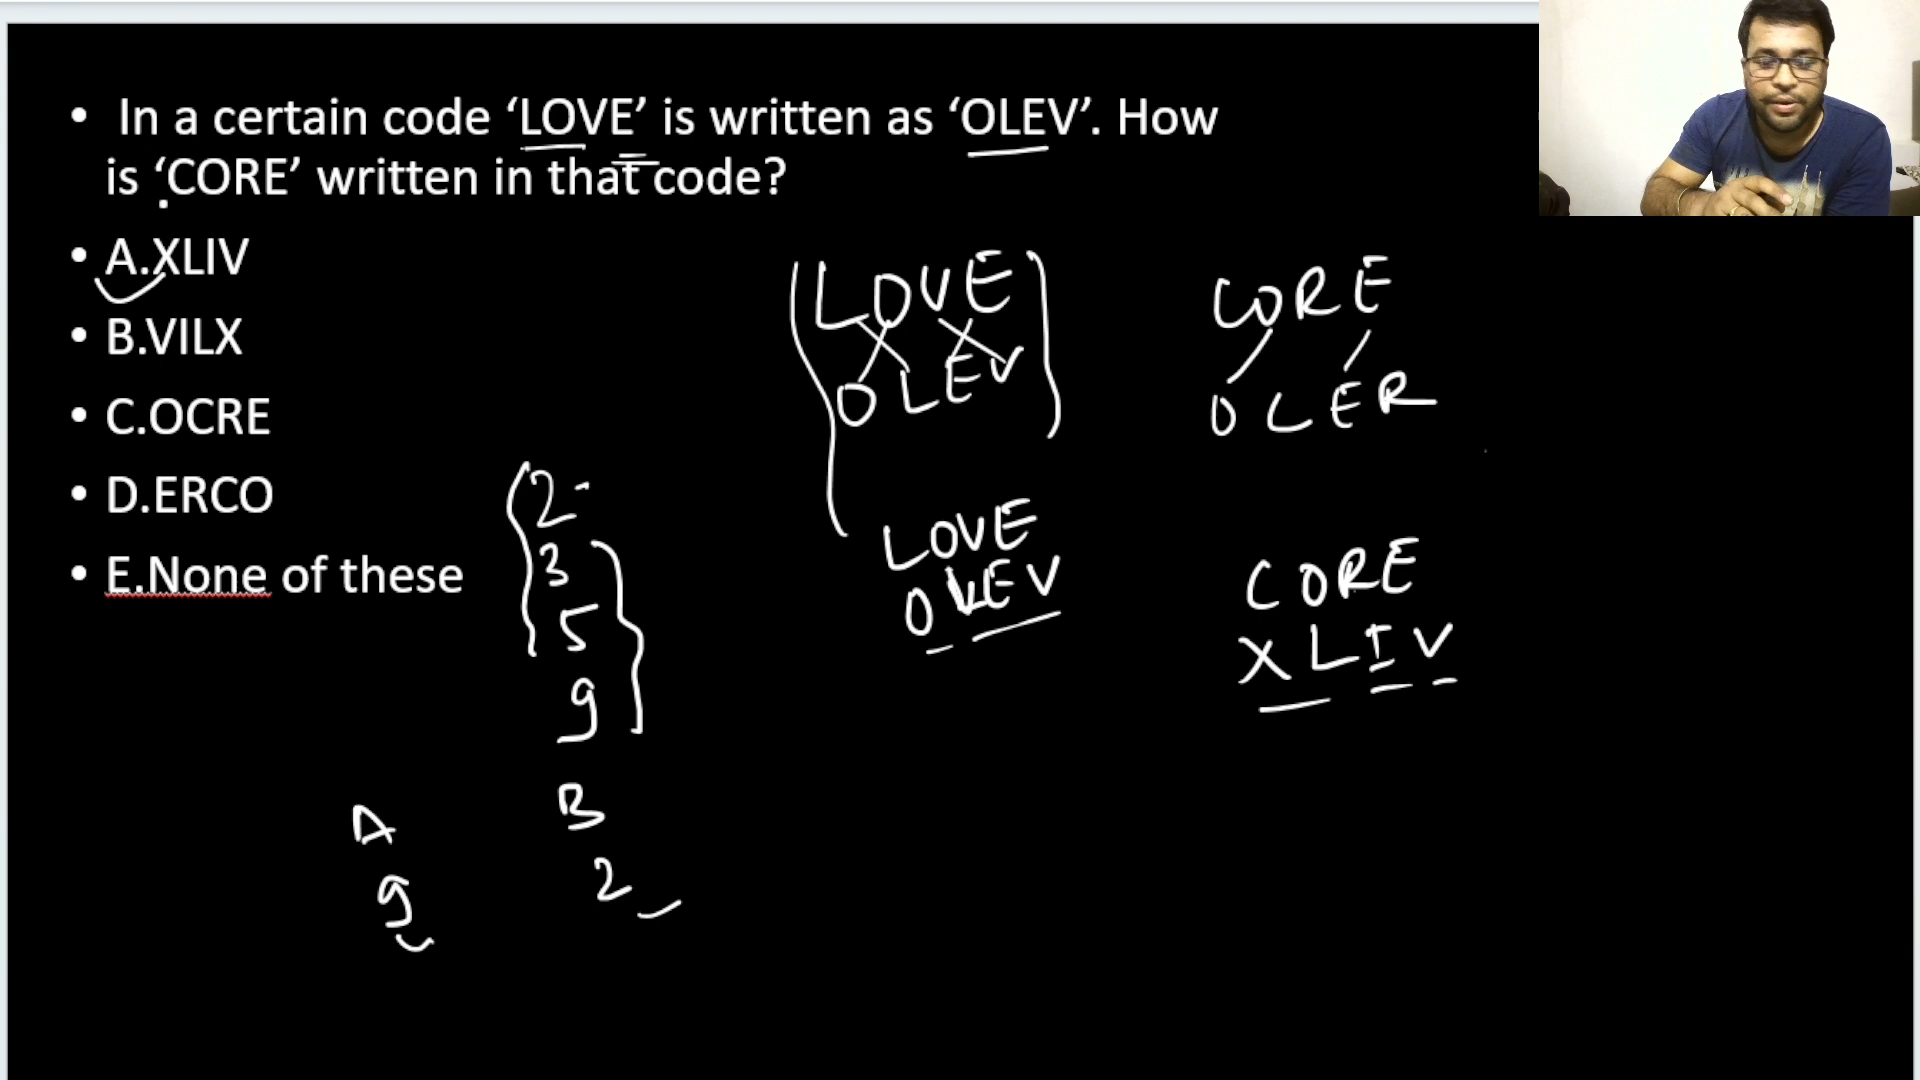 • In a certain code ‘LOVE’ is written as ‘OLEV’. How
is ‘CORE’ written in that code?
• A.XLIV
• B.VILX
• C.OCRE
• D.ERCO
• E.None of these
LOVE
OLEV
CORE
OCER
2
3
5
9
LOVE
OLEV
CORE
XLIV
A
9
B
2